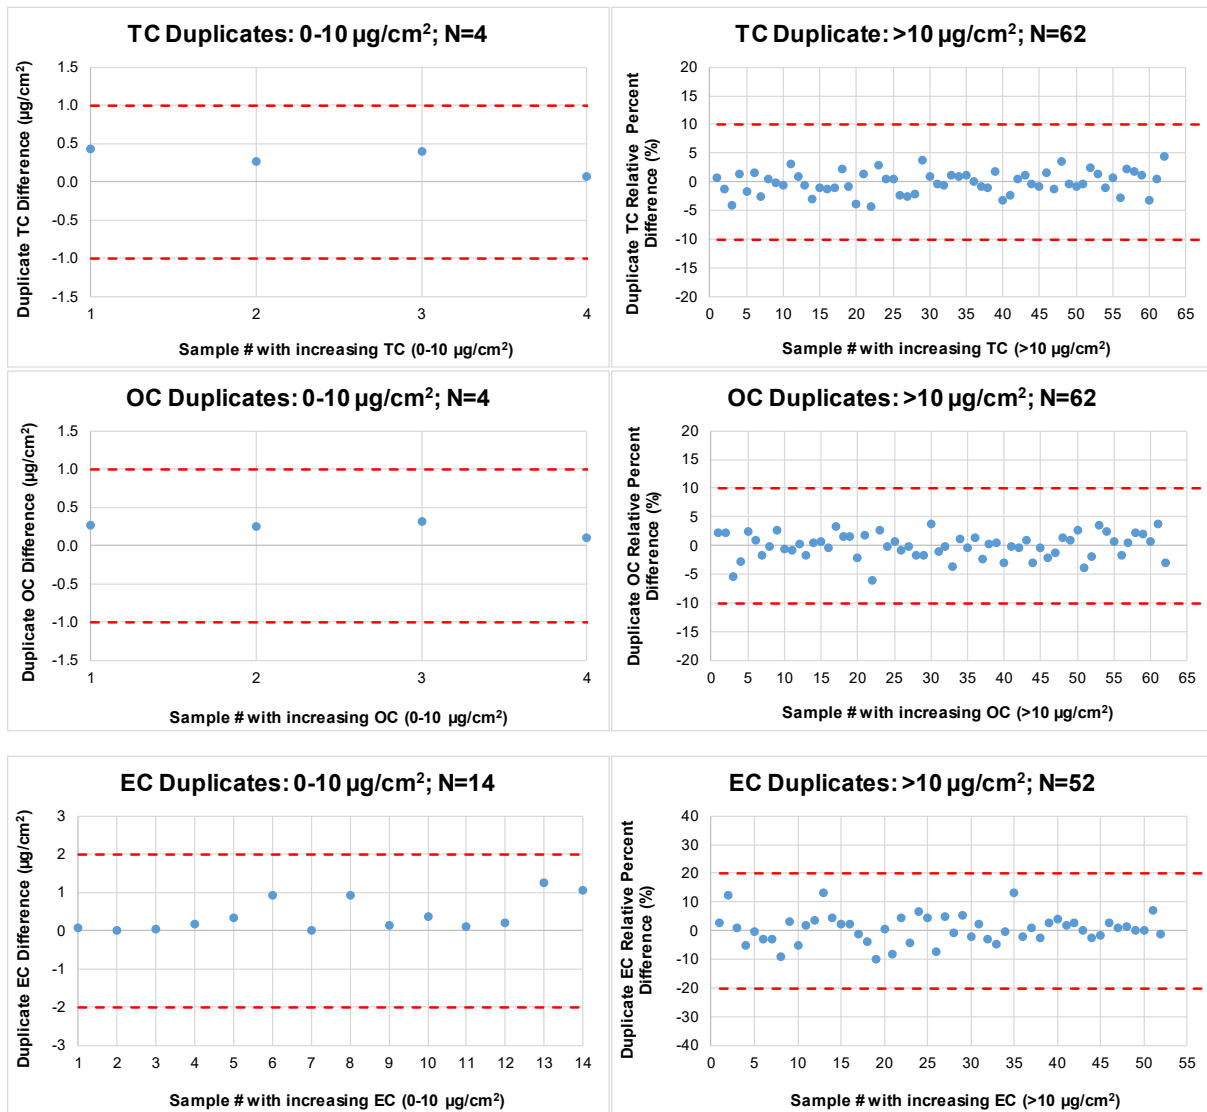 TC Duplicates: 0-10 µg/cm²; N=4
Duplicate TC Difference (µg/cm²)
1.5
1.0
0.5
0.0
-0.5
-1.0
-1.5
1 2 3 4
Sample # with increasing TC (0-10 µg/cm²)
TC Duplicate: >10 µg/cm²; N=62
Duplicate TC Relative Percent
Difference (%)
20
15
10
5
0
-5
-10
-15
-20
0 5 10 15 20 25 30 35 40 45 50 55 60 65
Sample # with increasing TC (>10 µg/cm²)
OC Duplicates: 0-10 µg/cm²; N=4
Duplicate OC Difference (µg/cm²)
1.5
1.0
0.5
0.0
-0.5
-1.0
-1.5
1 2 3 4
Sample # with increasing OC (0-10 µg/cm²)
OC Duplicates: >10 µg/cm²; N=62
Duplicate OC Relative Percent
Difference (%)
20
15
10
5
0
-5
-10
-15
-20
0 5 10 15 20 25 30 35 40 45 50 55 60 65
Sample # with increasing OC (>10 µg/cm²)
EC Duplicates: 0-10 µg/cm²; N=14
Duplicate EC Difference (µg/cm²)
3
2
1
0
-1
-2
-3
1 2 3 4 5 6 7 8 9 10 11 12 13 14
Sample # with increasing EC (0-10 µg/cm²)
EC Duplicates: >10 µg/cm²; N=52
Duplicate EC Relative Percent
Difference (%)
40
30
20
10
0
-10
-20
-30
-40
0 5 10 15 20 25 30 35 40 45 50 55
Sample # with increasing EC (>10 µg/cm²)